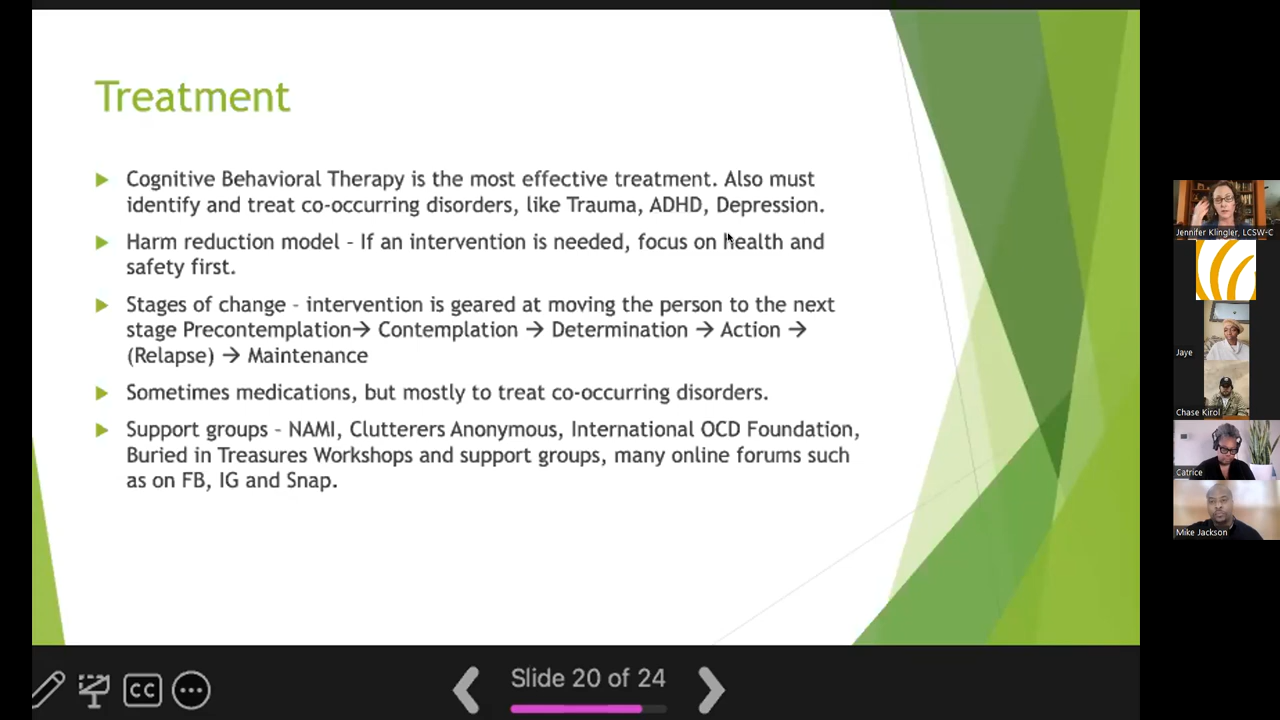 Treatment
Cognitive Behavioral Therapy is the most effective treatment. Also must
identify and treat co-occurring disorders, like Trauma, ADHD, Depression.
Harm reduction model – If an intervention is needed, focus on health and
safety first.
Stages of change – intervention is geared at moving the person to the next
stage Precontemplation→ Contemplation → Determination → Action →
(Relapse) → Maintenance
Sometimes medications, but mostly to treat co-occurring disorders.
Support groups – NAMI, Clutterers Anonymous, International OCD Foundation,
Buried in Treasures Workshops and support groups, many online forums such
as on FB, IG and Snap.
CC
Slide 20 of 24
Jennifer Klingler, LCSW-C
Jaye
Chase Kirol
Catrice
Mike Jackson